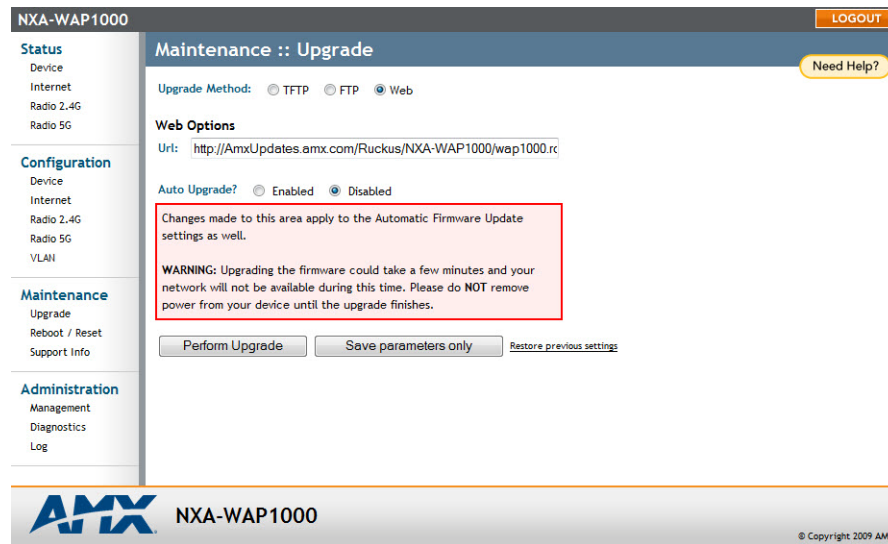 NXA-WAP1000
LOGOUT
Status
Device
Internet
Radio 2.4G
Radio 5G
Configuration
Device
Internet
Radio 2.4G
Radio 5G
VLAN
Maintenance
Upgrade
Reboot / Reset
Support Info
Administration
Management
Diagnostics
Log
Maintenance :: Upgrade
Need Help?
Upgrade Method: TFTP FTP Web
Web Options
Url: http://AmxUpdates.amx.com/Ruckus/NXA-WAP1000/wap1000.rc
Auto Upgrade? Enabled Disabled
Changes made to this area apply to the Automatic Firmware Update
settings as well.
WARNING: Upgrading the firmware could take a few minutes and your
network will not be available during this time. Please do NOT remove
power from your device until the upgrade finishes.
Perform Upgrade Save parameters only Restore previous settings
AMX NXA-WAP1000
© Copyright 2009 AM